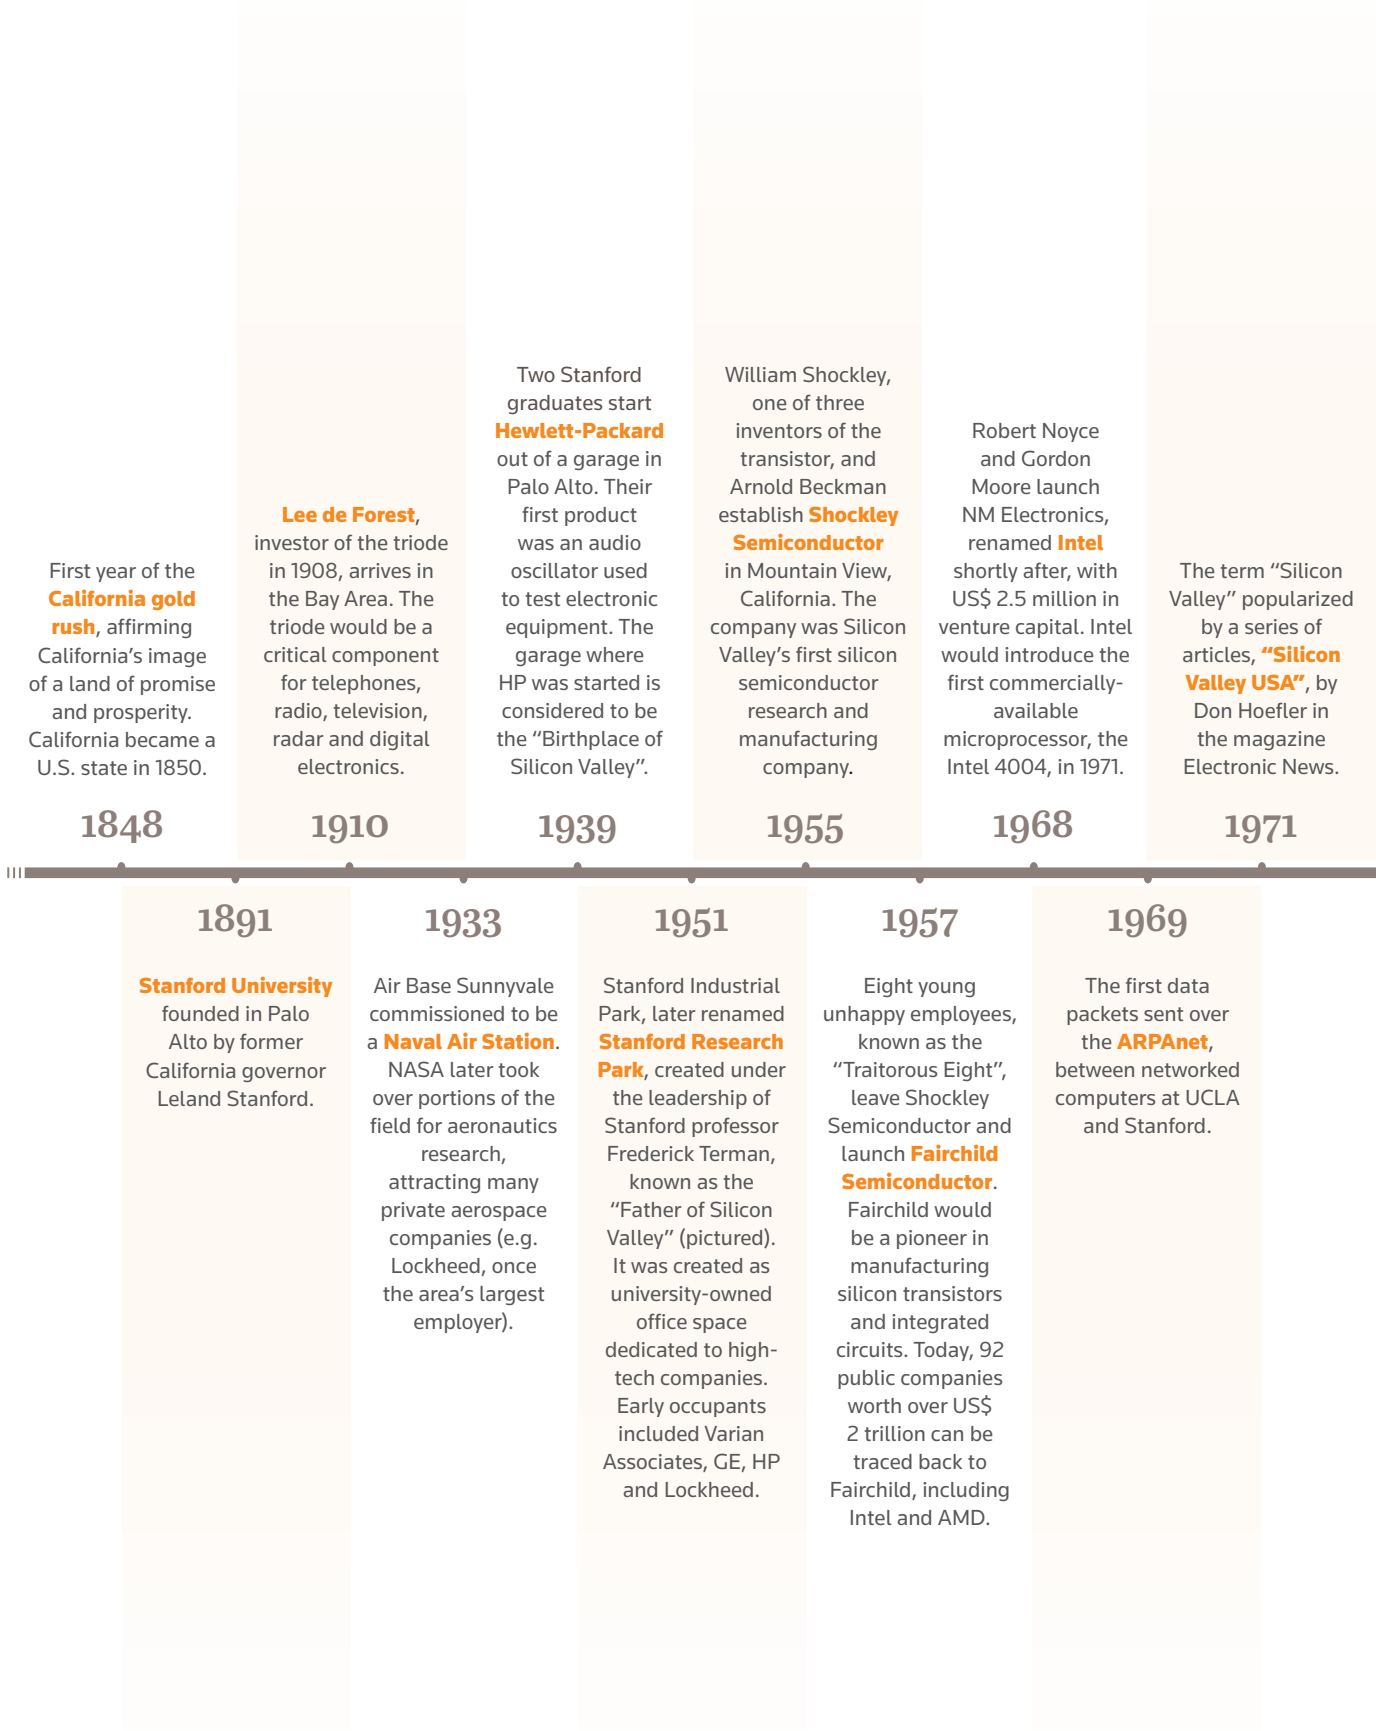 First year of the
California gold
rush, affirming
California’s image
of a land of promise
and prosperity.
California became a
U.S. state in 1850.
1848
Lee de Forest,
investor of the triode
in 1908, arrives in
the Bay Area. The
triode would be a
critical component
for telephones,
radio, television,
radar and digital
electronics.
1910
Two Stanford
graduates start
Hewlett-Packard
out of a garage in
Palo Alto. Their
first product
was an audio
oscillator used
to test electronic
equipment. The
garage where
HP was started is
considered to be
the “Birthplace of
Silicon Valley”.
1939
William Shockley,
one of three
inventors of the
transistor, and
Arnold Beckman
establish Shockley
Semiconductor
in Mountain View,
California. The
company was Silicon
Valley’s first silicon
semiconductor
research and
manufacturing
company.
1955
Robert Noyce
and Gordon
Moore launch
NM Electronics,
renamed Intel
shortly after, with
US$ 2.5 million in
venture capital. Intel
would introduce the
first commercially-
available
microprocessor, the
Intel 4004, in 1971.
1968
The term “Silicon
Valley” popularized
by a series of
articles, “Silicon
Valley USA”, by
Don Hoefler in
the magazine
Electronic News.
1971
1891
Stanford University
founded in Palo
Alto by former
California governor
Leland Stanford.
1933
Air Base Sunnyvale
commissioned to be
a Naval Air Station.
NASA later took
over portions of the
field for aeronautics
research,
attracting many
private aerospace
companies (e.g.
Lockheed, once
the area’s largest
employer).
1951
Stanford Industrial
Park, later renamed
Stanford Research
Park, created under
the leadership of
Stanford professor
Frederick Terman,
known as the
“Father of Silicon
Valley” (pictured).
It was created as
university-owned
office space
dedicated to high-
tech companies.
Early occupants
included Varian
Associates, GE, HP
and Lockheed.
1957
Eight young
unhappy employees,
known as the
“Traitorous Eight”,
leave Shockley
Semiconductor and
launch Fairchild
Semiconductor.
Fairchild would
be a pioneer in
manufacturing
silicon transistors
and integrated
circuits. Today, 92
public companies
worth over US$
2 trillion can be
traced back to
Fairchild, including
Intel and AMD.
1969
The first data
packets sent over
the ARPAnet,
between networked
computers at UCLA
and Stanford.